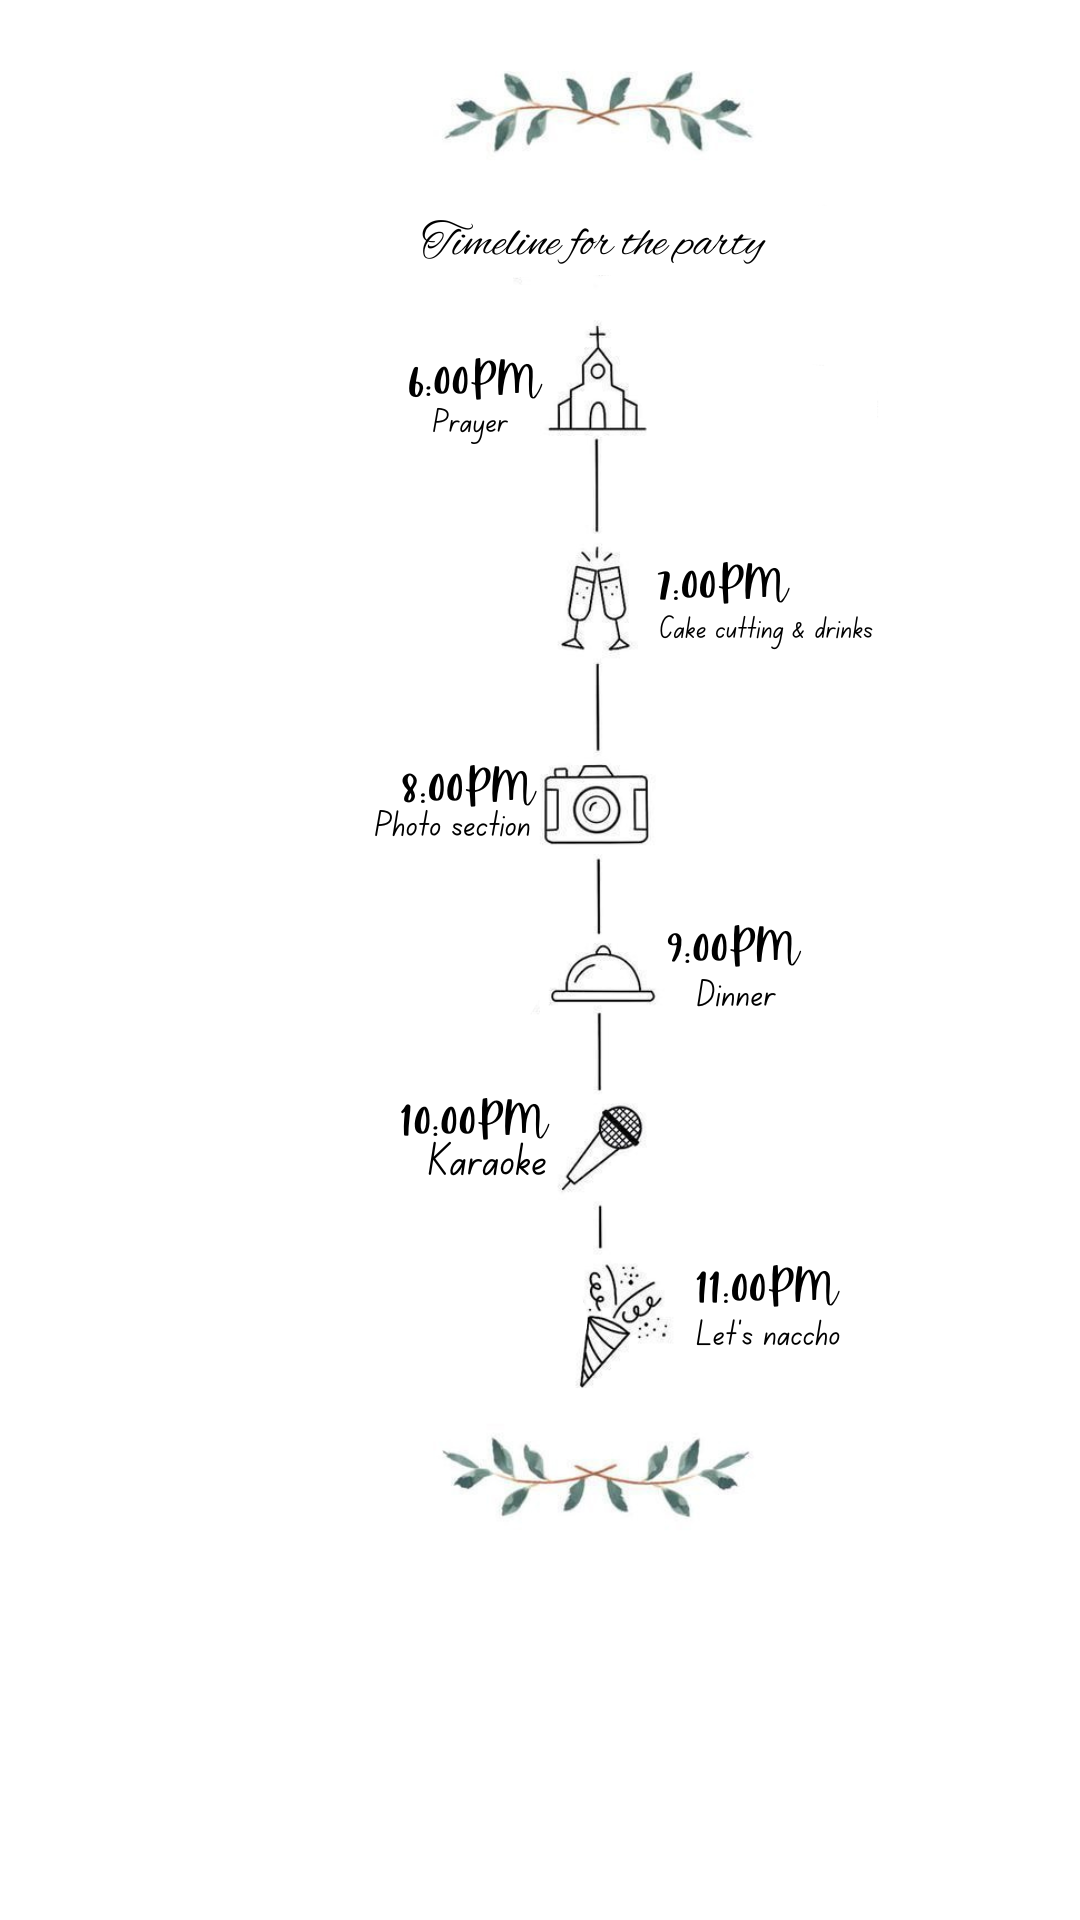 Timeline for the party
6:00PM
Prayer
7:00PM
Cake cutting & drinks
8:00PM
Photo section
9:00PM
Dinner
10:00PM
Karaoke
11:00PM
Let's naccho